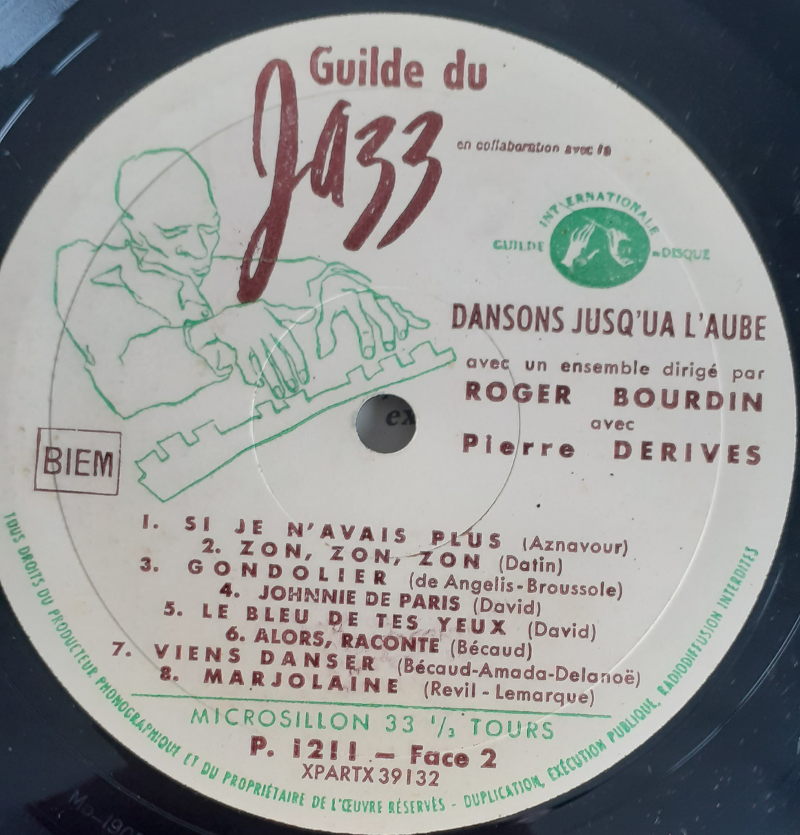 Guilde du
Jazz
en collaboration avec la
GUILDE INTERNATIONALE DU DISQUE
DANSONS JUSQ'UA L'AUBE
avec un ensemble dirigé par
ROGER BOURDIN
avec
Pierre DERIVES
BIEM
1. SI JE N'AVAIS PLUS (Aznavour)
2. ZON, ZON, ZON (Datin)
3. GONDOLIER (de Angelis-Broussole)
4. JOHNNIE DE PARIS (David)
5. LE BLEU DE TES YEUX (David)
6. ALORS, RACONTE (Bécaud)
7. VIENS DANSER (Bécaud-Amada-Delanoë)
8. MARJOLAINE (Revil - Lemarque)
MICROSILLON 33 1/3 TOURS
P. 1211 — Face 2
XPARTX 39132
TOUS DROITS DU PRODUCTEUR PHONOGRAPHIQUE ET DU PROPRIÉTAIRE DE L'ŒUVRE RÉSERVÉS - DUPLICATION, EXÉCUTION PUBLIQUE, RADIODIFFUSION INTERDITES